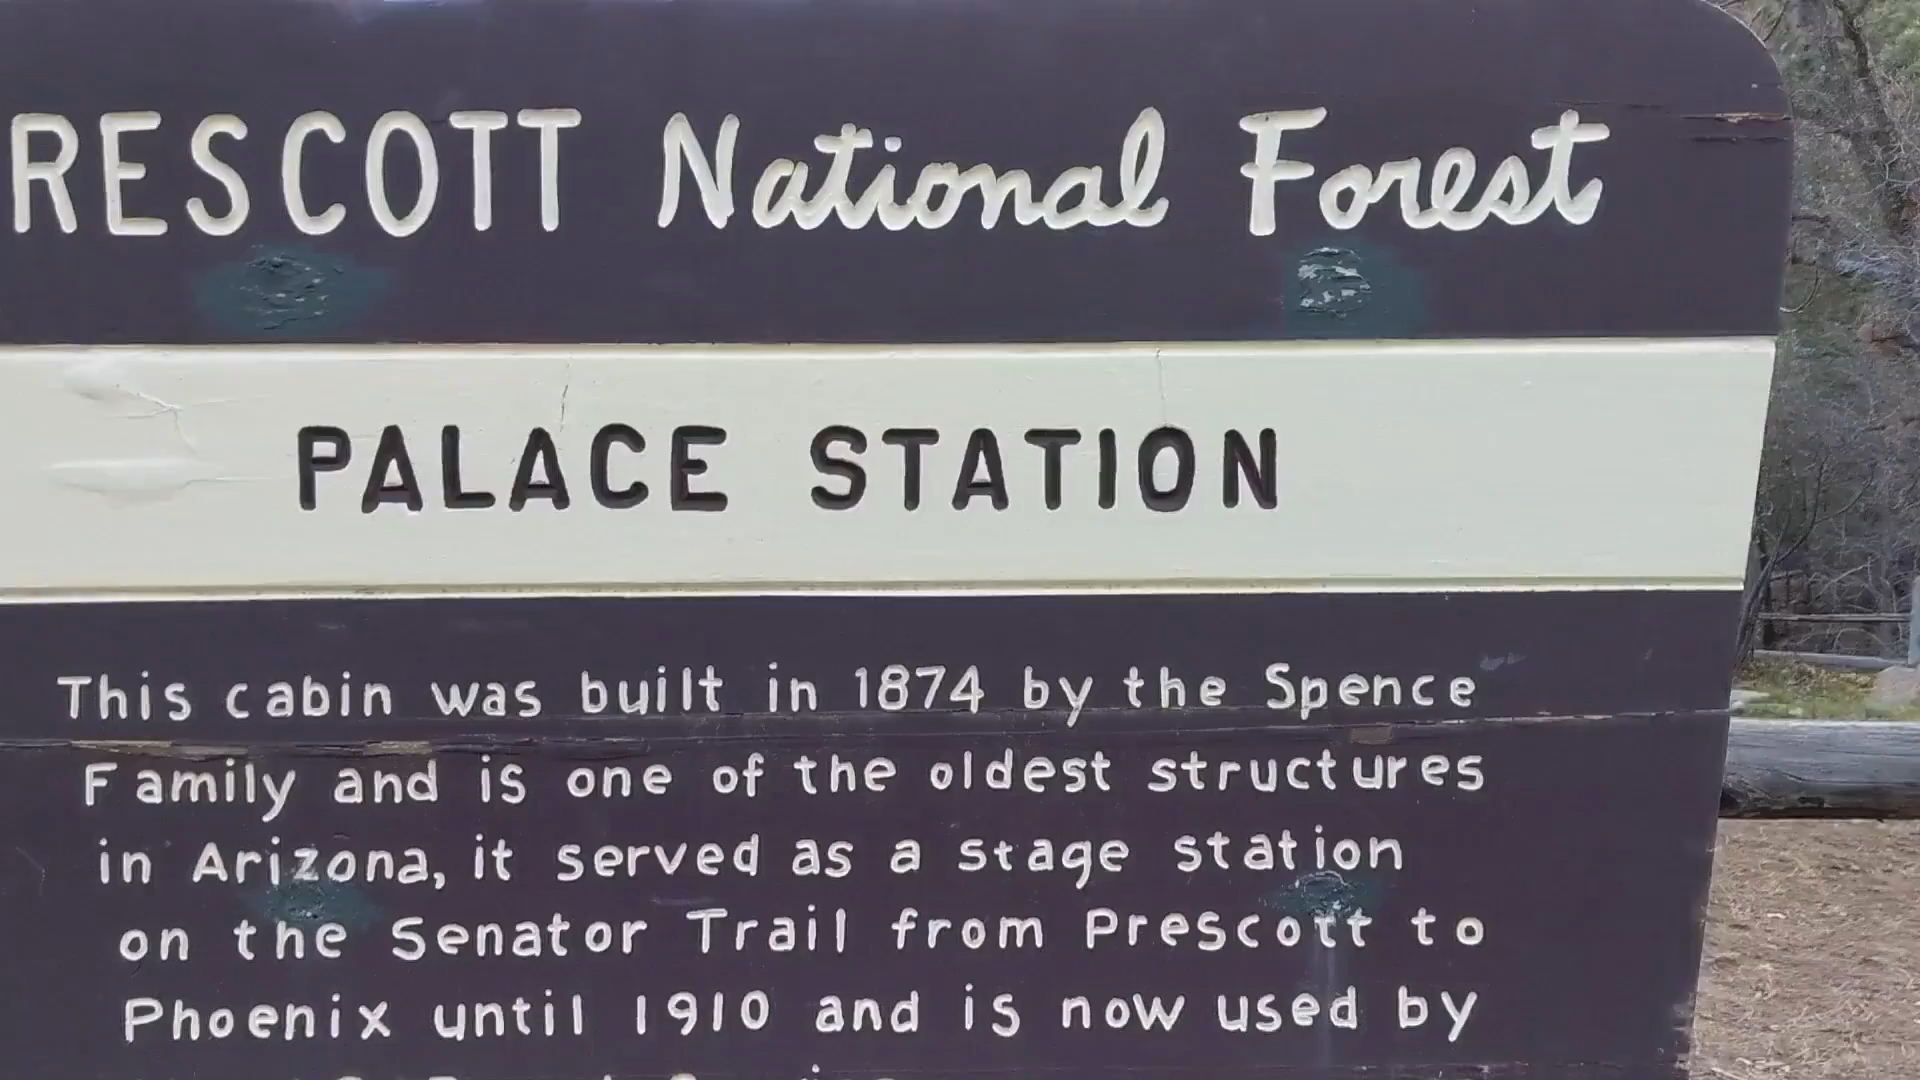 RESCOTT National Forest
PALACE STATION
This cabin was built in 1874 by the Spence
Family and is one of the oldest structures
in Arizona, it served as a stage station
on the Senator Trail from Prescott to
Phoenix until 1910 and is now used by